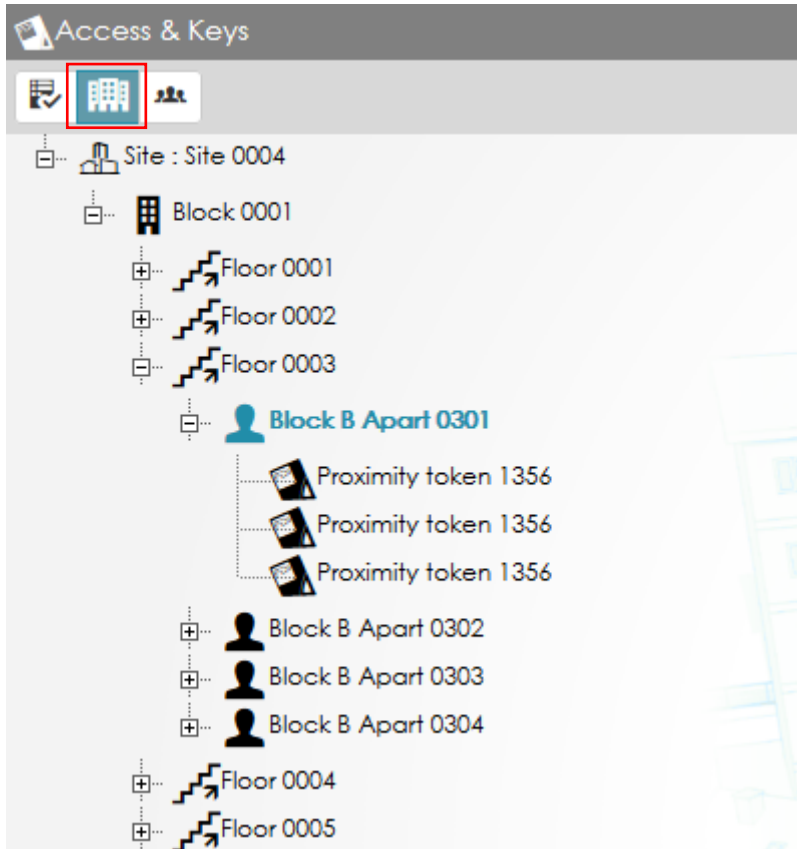 Access & Keys
Site : Site 0004
Block 0001
Floor 0001
Floor 0002
Floor 0003
Block B Apart 0301
Proximity token 1356
Proximity token 1356
Proximity token 1356
Block B Apart 0302
Block B Apart 0303
Block B Apart 0304
Floor 0004
Floor 0005